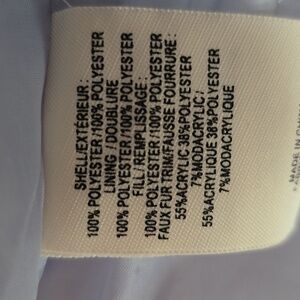 SHELL/EXTÉRIEUR :
100% POLYESTER /100% POLYESTER
LINING / DOUBLURE
100% POLYESTER /100% POLYESTER
FILL / REMPLISSAGE :
100% POLYESTER /100% POLYESTER
FAUX FUR TRIM/FAUSSE FOURRURE :
55%ACRYLIC 38%POLYESTER
7%MODACRYLIC /
55%ACRYLIQUE 38%POLYESTER
7%MODACRYLIQUE
MADE IN